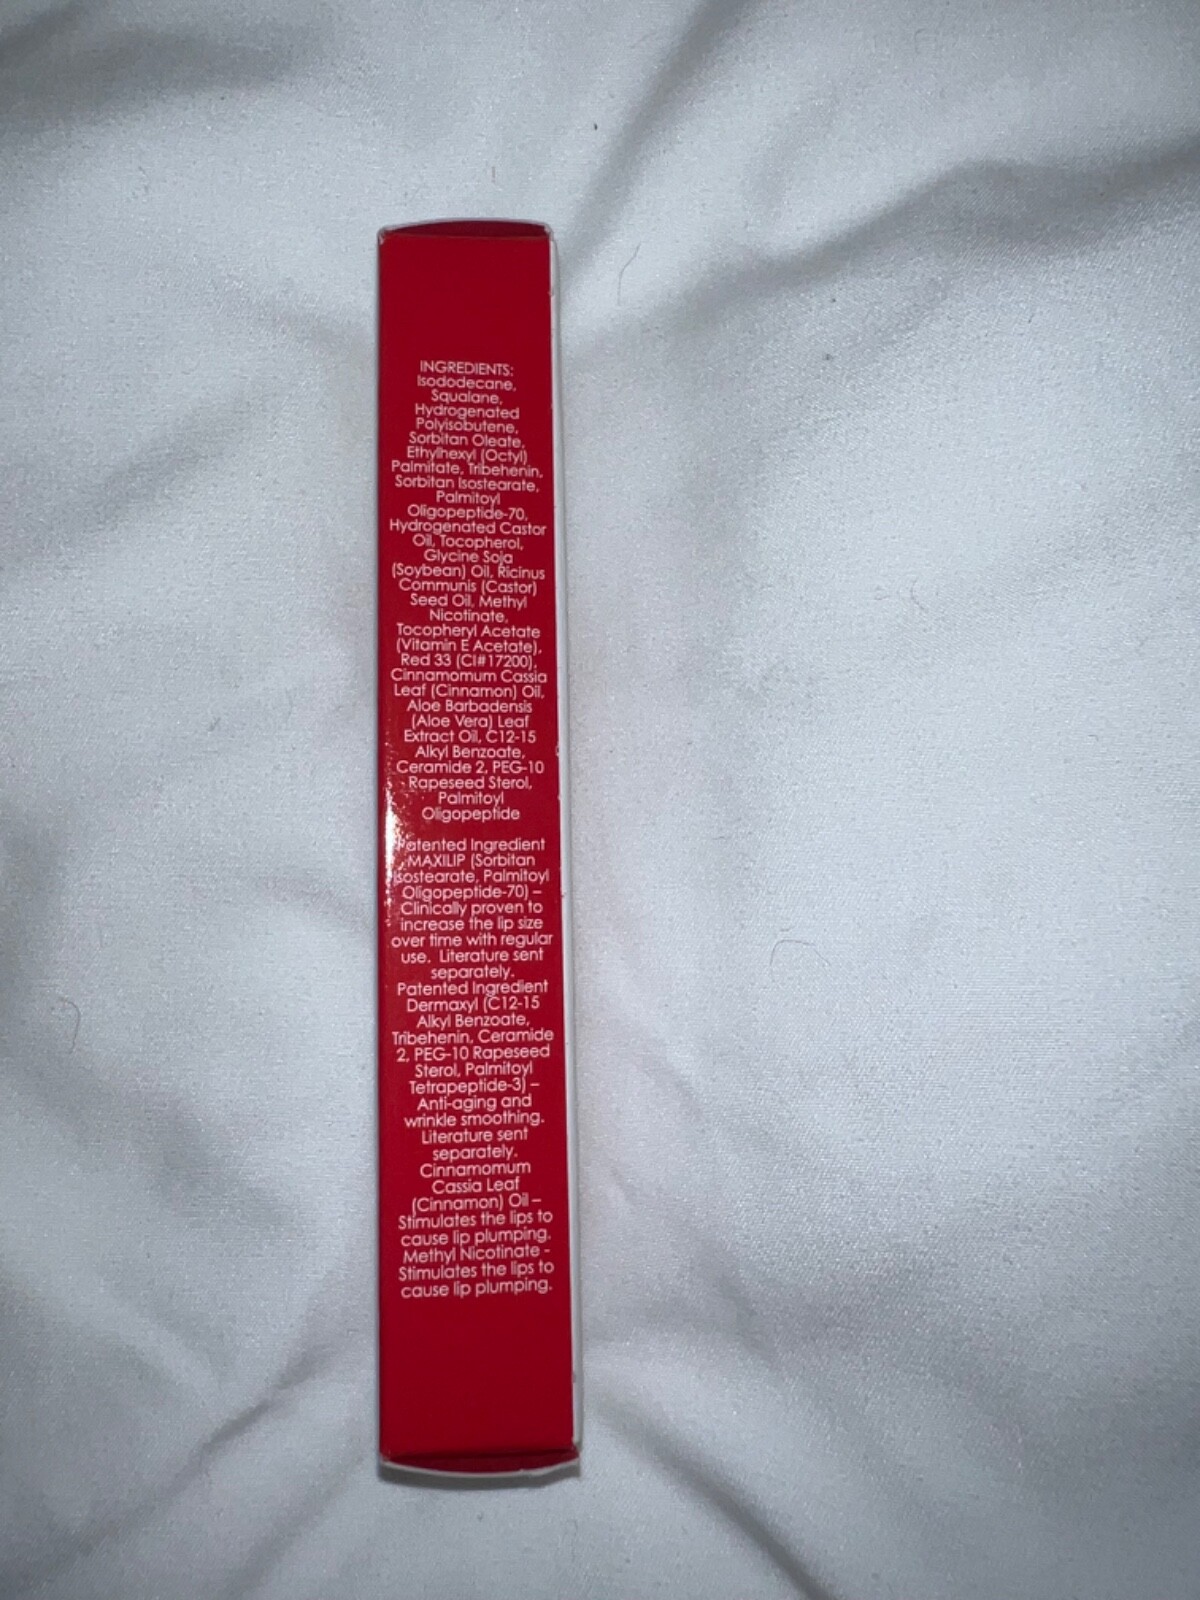 INGREDIENTS:
Isododecane,
Squalane,
Hydrogenated
Polyisobutene,
Sorbitan Oleate,
Ethylhexyl (Octyl)
Palmitate, Tribehenin,
Sorbitan Isostearate,
Palmitoyl
Oligopeptide-70,
Hydrogenated Castor
Oil, Tocopherol,
Glycine Soja
(Soybean) Oil, Ricinus
Communis (Castor)
Seed Oil, Methyl
Nicotinate,
Tocopheryl Acetate
(Vitamin E Acetate),
Red 33 (CI#17200),
Cinnamomum Cassia
Leaf (Cinnamon) Oil,
Aloe Barbadensis
(Aloe Vera) Leaf
Extract Oil, C12-15
Alkyl Benzoate,
Ceramide 2, PEG-10
Rapeseed Sterol,
Palmitoyl
Oligopeptide
Patented Ingredient
MAXILIP (Sorbitan
Isostearate, Palmitoyl
Oligopeptide-70) –
Clinically proven to
increase the lip size
over time with regular
use. Literature sent
separately.
Patented Ingredient
Dermaxyl (C12-15
Alkyl Benzoate,
Tribehenin, Ceramide
2, PEG-10 Rapeseed
Sterol, Palmitoyl
Tetrapeptide-3) –
Anti-aging and
wrinkle smoothing.
Literature sent
separately.
Cinnamomum
Cassia Leaf
(Cinnamon) Oil –
Stimulates the lips to
cause lip plumping.
Methyl Nicotinate -
Stimulates the lips to
cause lip plumping.